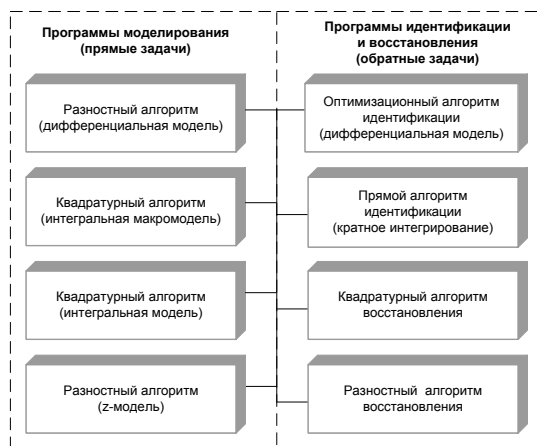 Программы моделирования
(прямые задачи)
Разностный алгоритм
(дифференциальная модель)
Квадратурный алгоритм
(интегральная макромодель)
Квадратурный алгоритм
(интегральная модель)
Разностный алгоритм
(z-модель)
Программы идентификации
и восстановления
(обратные задачи)
Оптимизационный алгоритм
идентификации
(дифференциальная модель)
Прямой алгоритм
идентификации
(кратное интегрирование)
Квадратурный алгоритм
восстановления
Разностный алгоритм
восстановления